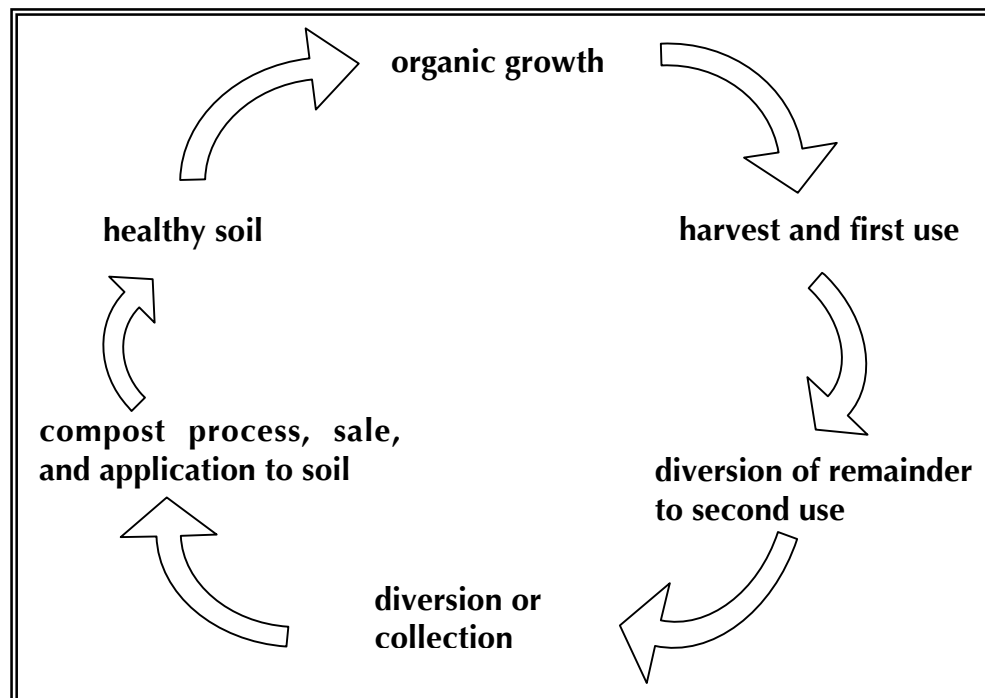 organic growth
healthy soil
harvest and first use
compost process, sale,
and application to soil
diversion of remainder
to second use
diversion or
collection